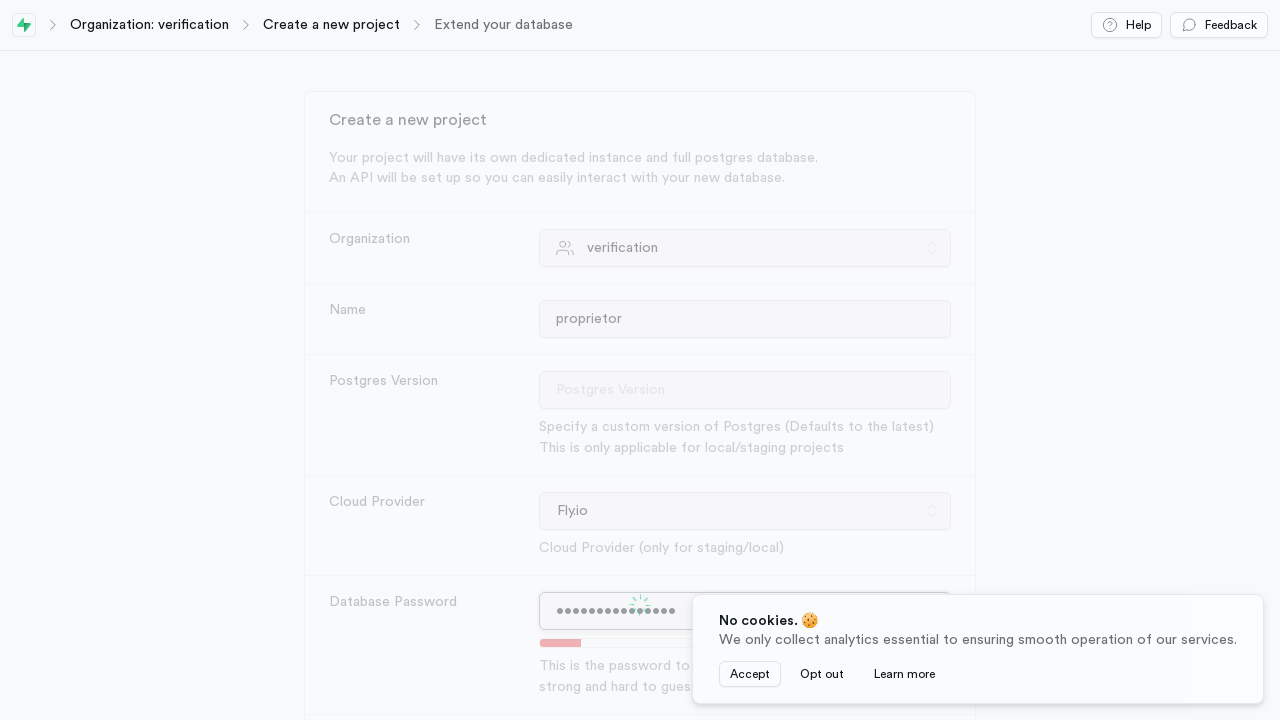 Organization: verification
Create a new project
Extend your database
Help
Feedback
Create a new project
Your project will have its own dedicated instance and full postgres database.
An API will be set up so you can easily interact with your new database.
Organization
verification
Name
proprietor
Postgres Version
Postgres Version
Specify a custom version of Postgres (Defaults to the latest)
This is only applicable for local/staging projects
Cloud Provider
Fly.io
Cloud Provider (only for staging/local)
Database Password
This is the password to
strong and hard to gues
No cookies. 🍪
We only collect analytics essential to ensuring smooth operation of our services.
Accept
Opt out
Learn more